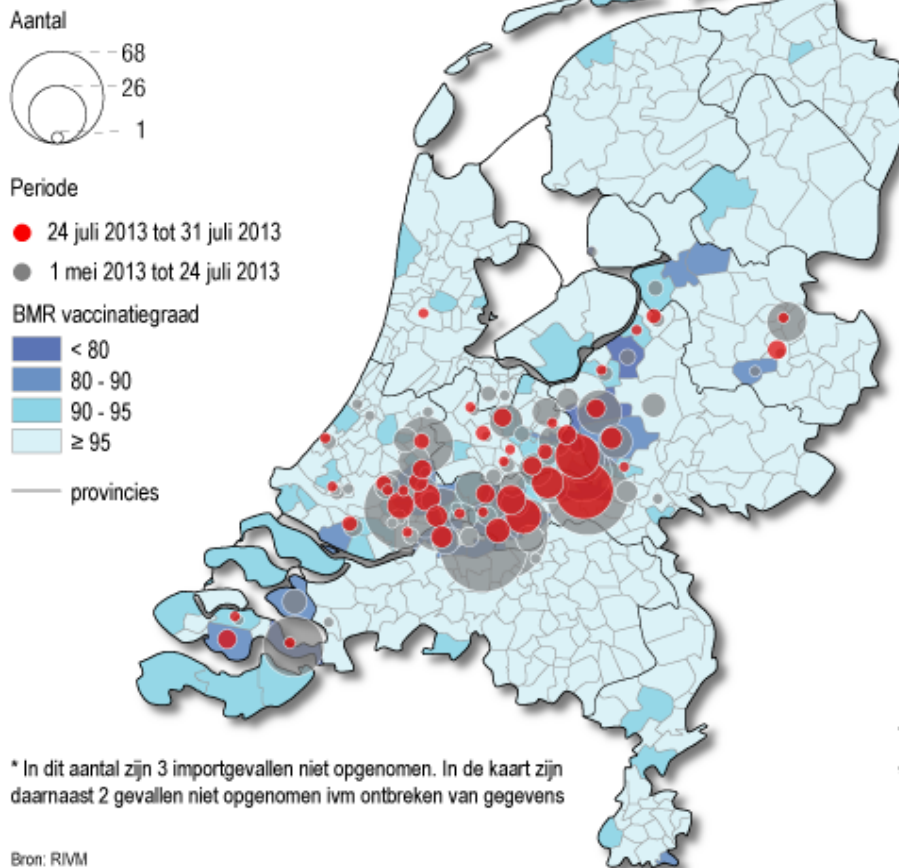 Aantal
68
26
1
Periode
24 juli 2013 tot 31 juli 2013
1 mei 2013 tot 24 juli 2013
BMR vaccinatiegraad
< 80
80 - 90
90 - 95
≥ 95
provincies
* In dit aantal zijn 3 importgevallen niet opgenomen. In de kaart zijn
daarnaast 2 gevallen niet opgenomen ivm ontbreken van gegevens
Bron: RIVM